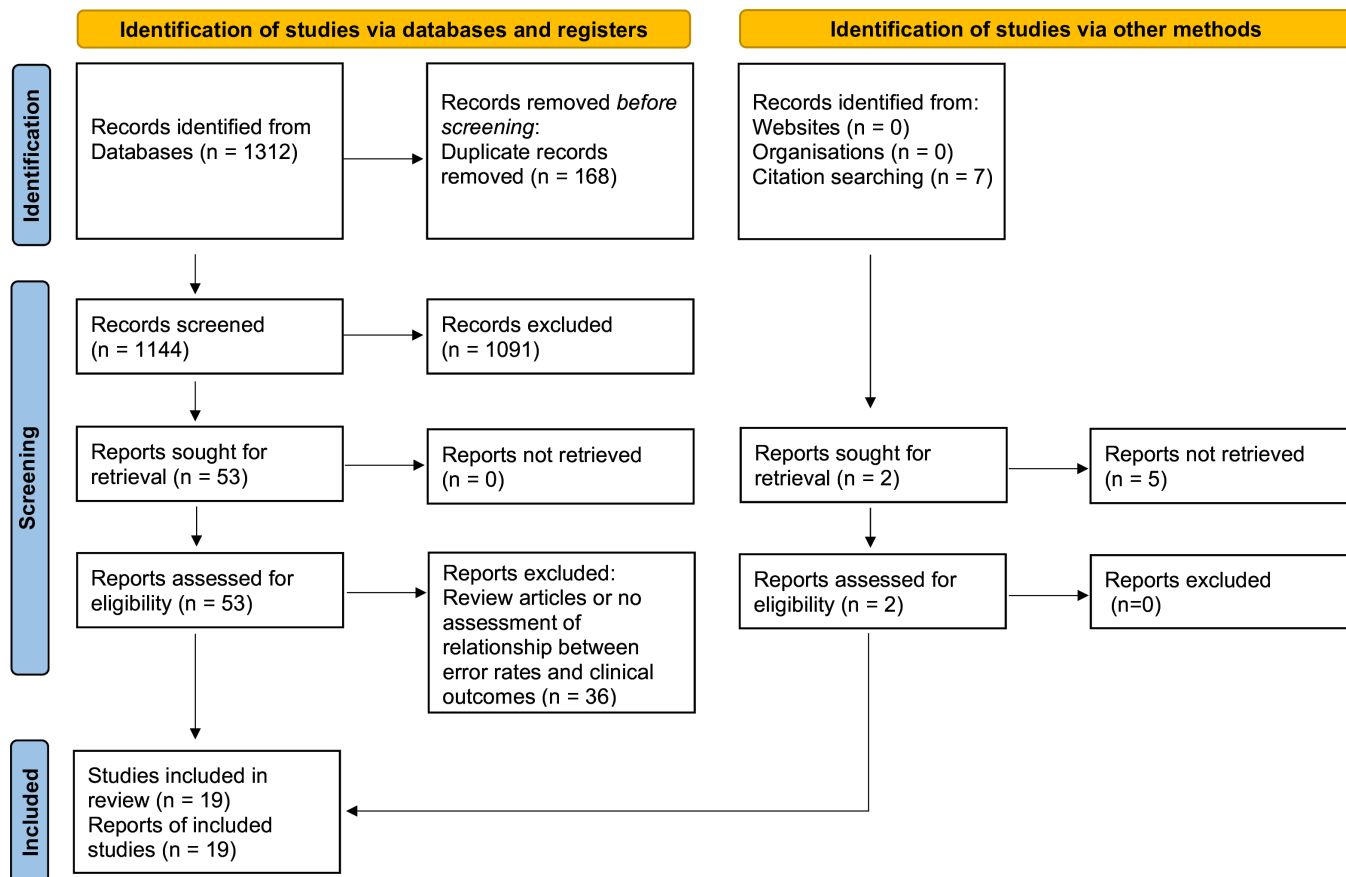 Identification of studies via databases and registers
Identification of studies via other methods
Identification
Records identified from
Databases (n = 1312)
Records removed before
screening:
Duplicate records
removed (n = 168)
Records identified from:
Websites (n = 0)
Organisations (n = 0)
Citation searching (n = 7)
Screening
Records screened
(n = 1144)
Records excluded
(n = 1091)
Reports sought for
retrieval (n = 53)
Reports not retrieved
(n = 0)
Reports sought for
retrieval (n = 2)
Reports not retrieved
(n = 5)
Reports assessed for
eligibility (n = 53)
Reports excluded:
Review articles or no
assessment of
relationship between
error rates and clinical
outcomes (n = 36)
Reports assessed for
eligibility (n = 2)
Reports excluded
(n=0)
Included
Studies included in
review (n = 19)
Reports of included
studies (n = 19)